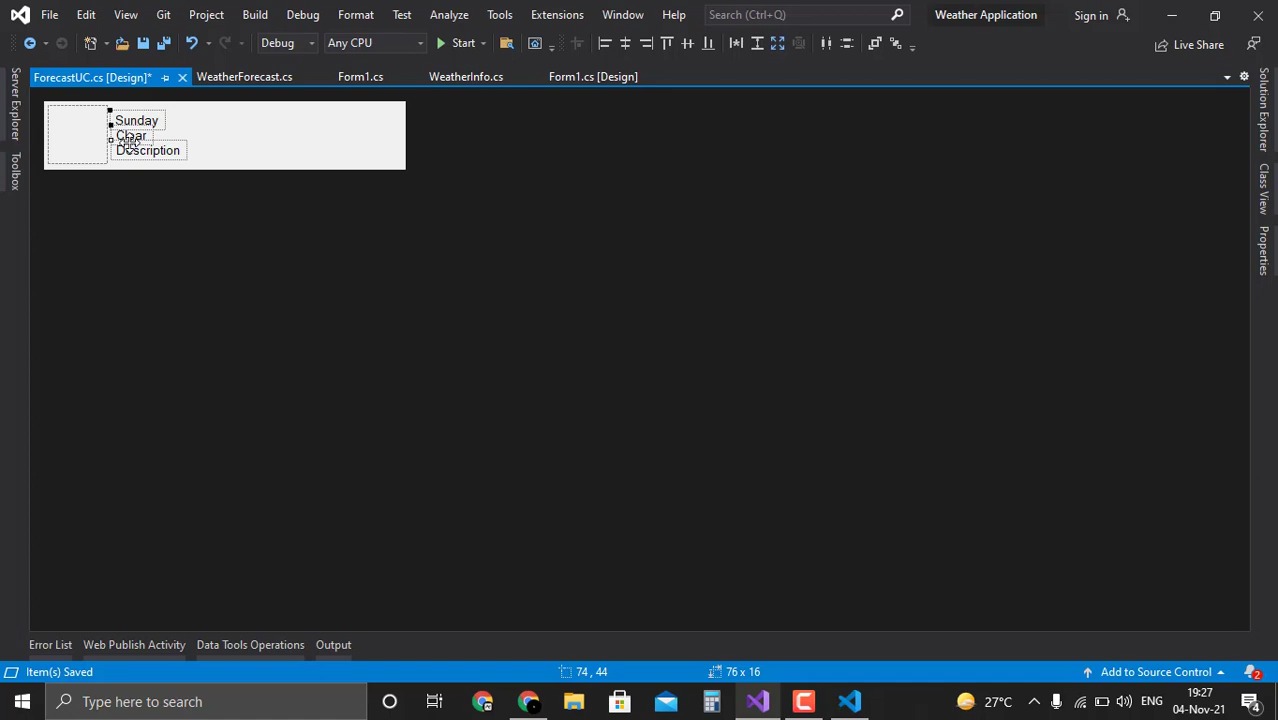 File Edit View Git Project Build Debug Format Test Analyze Tools Extensions Window Help Search (Ctrl+Q) Weather Application Sign in
Debug Any CPU Start Live Share
ForecastUC.cs [Design]* WeatherForecast.cs Form1.cs WeatherInfo.cs Form1.cs [Design]
Server Explorer
Toolbox
Sunday
Description
Solution Explorer
Class View
Properties
Error List Web Publish Activity Data Tools Operations Output
Item(s) Saved 74 , 44 76 x 16 Add to Source Control 2
Type here to search 27°C ENG 19:27 04-Nov-21 4